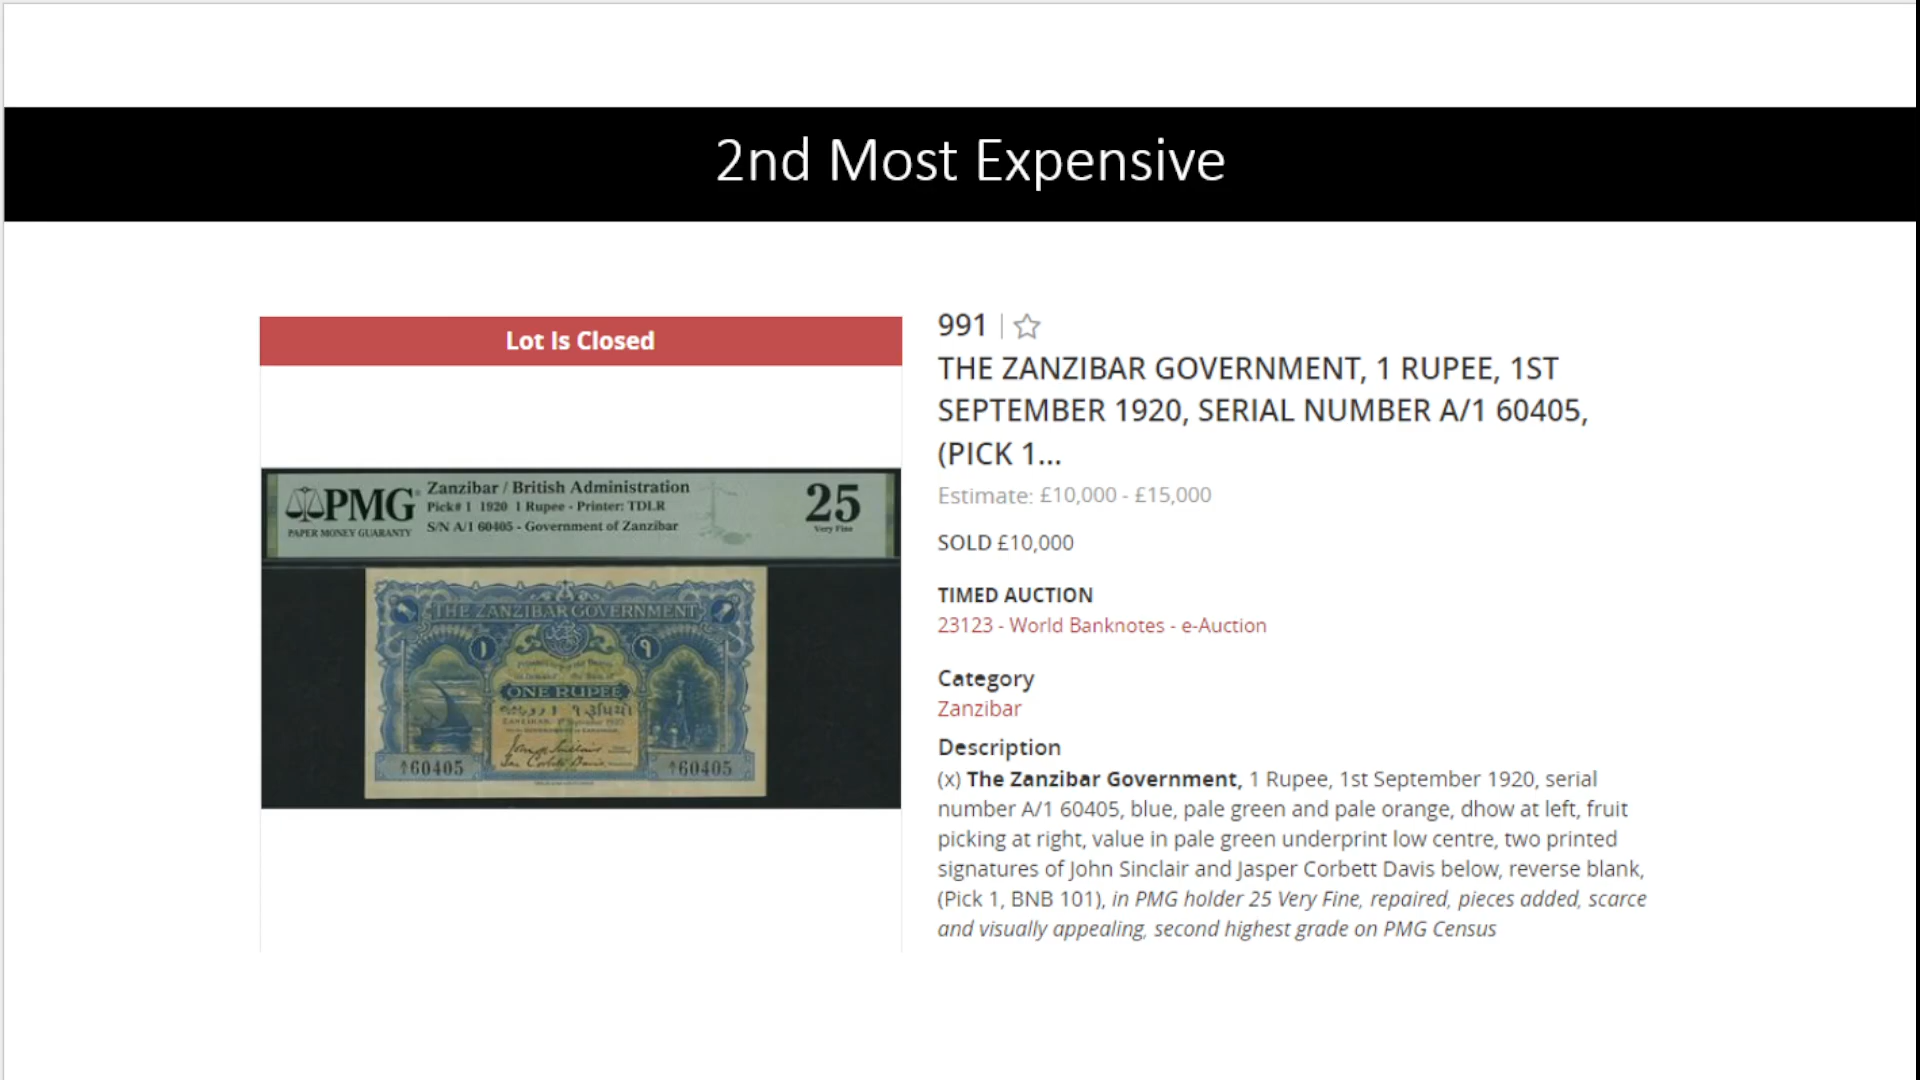 2nd Most Expensive
Lot Is Closed
PMG
PAPER MONEY GUARANTY
Zanzibar / British Administration
Pick# 1 1920 1 Rupee - Printer: TDLR
S/N A/1 60405 - Government of Zanzibar
25
Very Fine
THE ZANZIBAR GOVERNMENT
1
ONE RUPEE
60405
60405
991
THE ZANZIBAR GOVERNMENT, 1 RUPEE, 1ST
SEPTEMBER 1920, SERIAL NUMBER A/1 60405,
(PICK 1...
Estimate: £10,000 - £15,000
SOLD £10,000
TIMED AUCTION
23123 - World Banknotes - e-Auction
Category
Zanzibar
Description
(x) The Zanzibar Government, 1 Rupee, 1st September 1920, serial
number A/1 60405, blue, pale green and pale orange, dhow at left, fruit
picking at right, value in pale green underprint low centre, two printed
signatures of John Sinclair and Jasper Corbett Davis below, reverse blank,
(Pick 1, BNB 101), in PMG holder 25 Very Fine, repaired, pieces added, scarce
and visually appealing, second highest grade on PMG Census